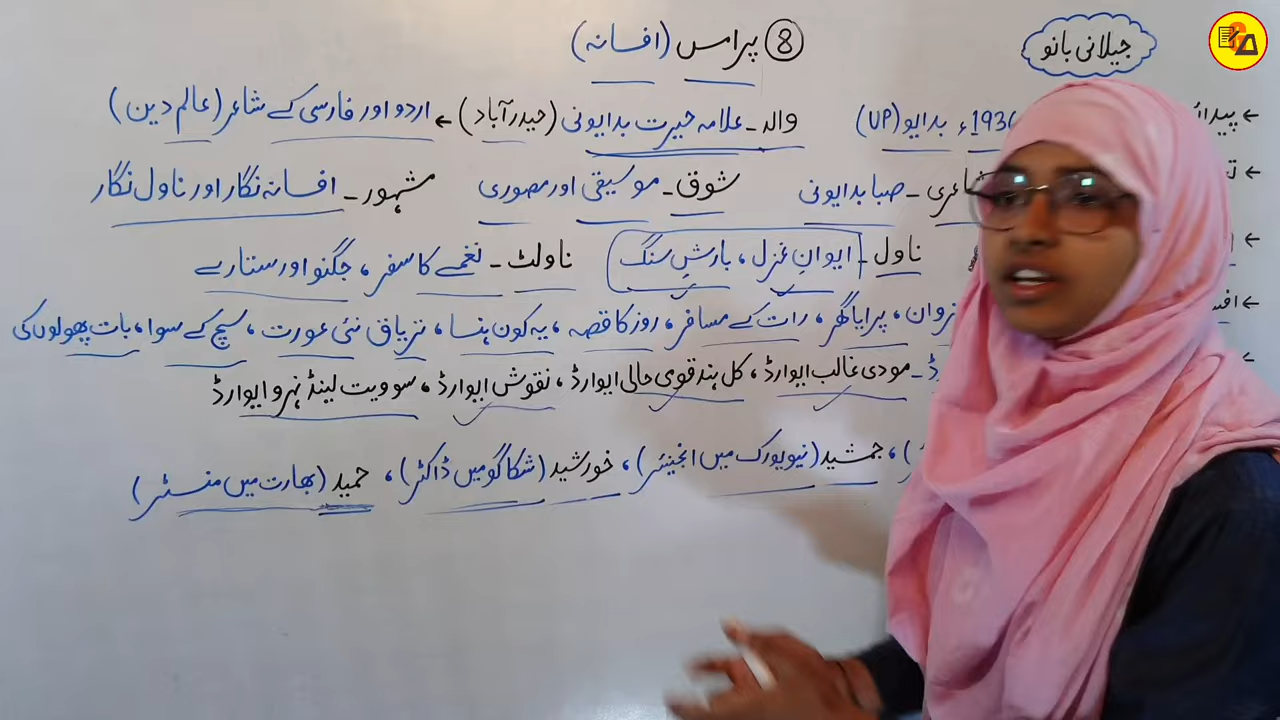 ⑧ پرامس (افسانہ)
جیلانی بانو
← 1936ء بدایو (UP) والد ـ علامہ حیرت بدایونی (حیدرآباد) ← اردو اور فارسی کے شاعر (عالم دین)
← شاعری ـ صبا بدایونی شوق ـ موسیقی اور مصوری مشہور ـ افسانہ نگار اور ناول نگار
← ناول ـ ایوانِ غزل، بارشِ سنگ ناولٹ ـ نغمے کا سفر، جگنو اور ستارے
← نروان، پرایا گھر، رات کے مسافر، روز کا قصہ، یہ کون ہنسا، تریاق نئی عورت، سچ کے سوا، بات پھولوں کی
← ـ مودی غالب ایوارڈ، کل ہند قومی حالی ایوارڈ، نقوش ایوارڈ، سوویت لینڈ نہرو ایوارڈ
)، جمشید (نیویورک میں انجینئر)، خورشید (شکاگو میں ڈاکٹر)، حمید (بھارت میں منسٹر)